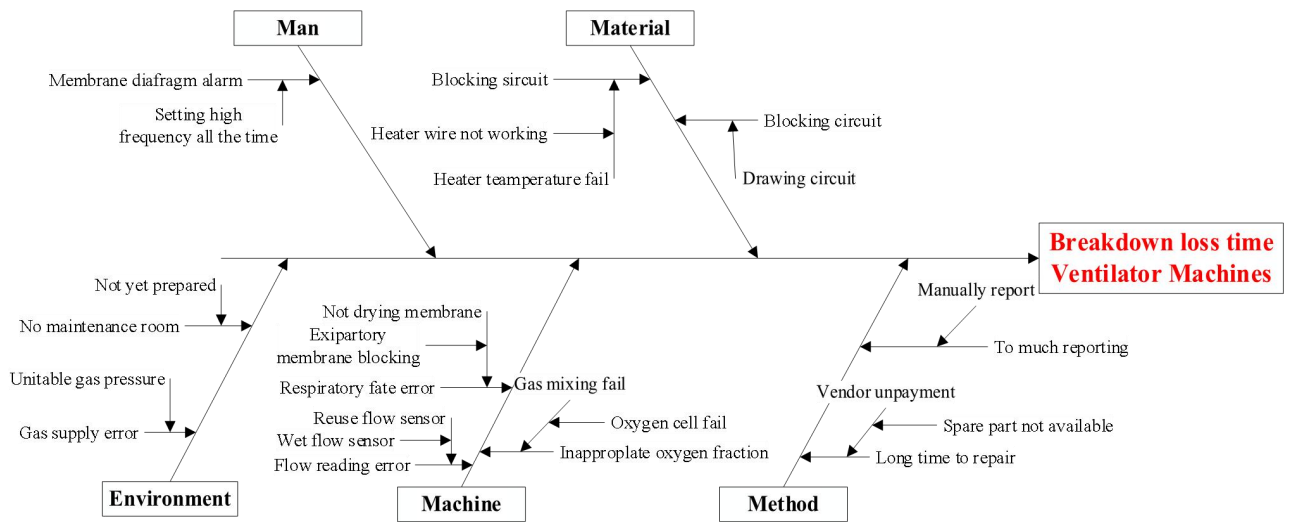 Man
Material
Membrane diafragm alarm
Setting high
frequency all the time
Blocking sircuit
Heater wire not working
Heater teamperature fail
Blocking circuit
Drawing circuit
Breakdown loss time
Ventilator Machines
Not yet prepared
No maintenance room
Unitable gas pressure
Gas supply error
Not drying membrane
Exipartory
membrane blocking
Respiratory fate error
Gas mixing fail
Reuse flow sensor
Wet flow sensor
Flow reading error
Oxygen cell fail
Inapproplate oxygen fraction
Manually report
To much reporting
Vendor unpayment
Spare part not available
Long time to repair
Environment
Machine
Method